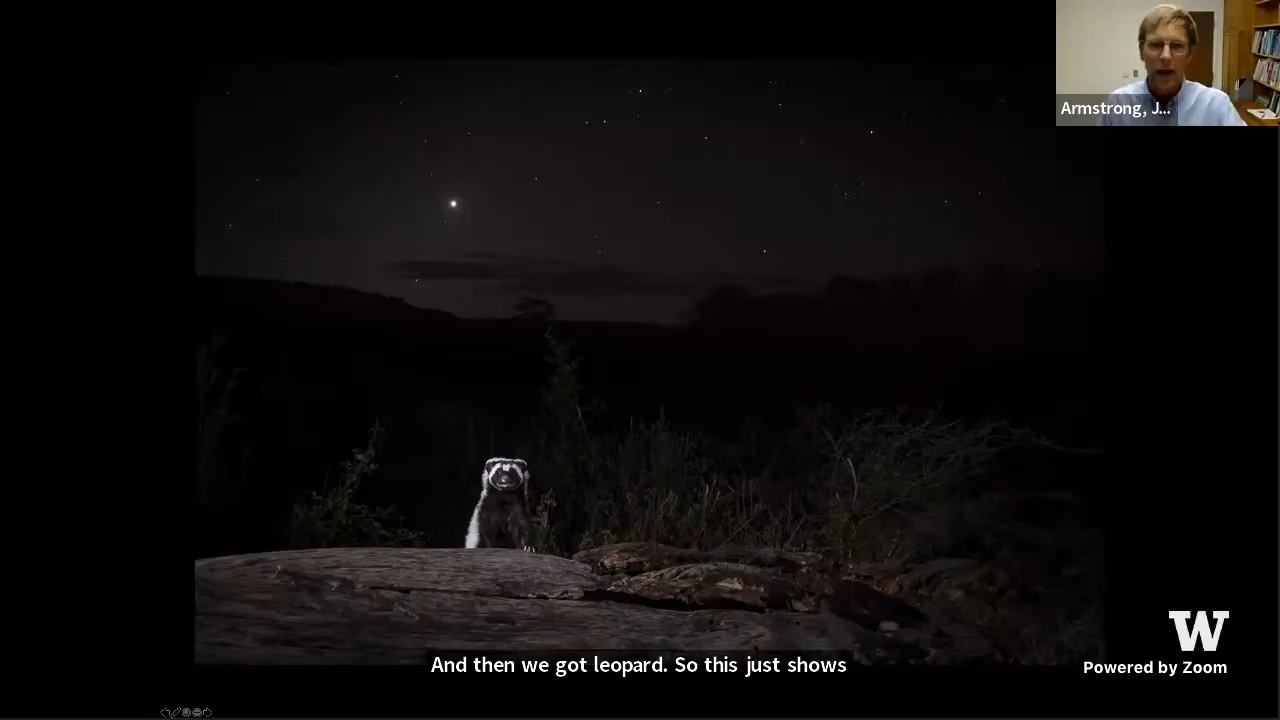 Armstrong, J...
W
Powered by Zoom
And then we got leopard. So this just shows